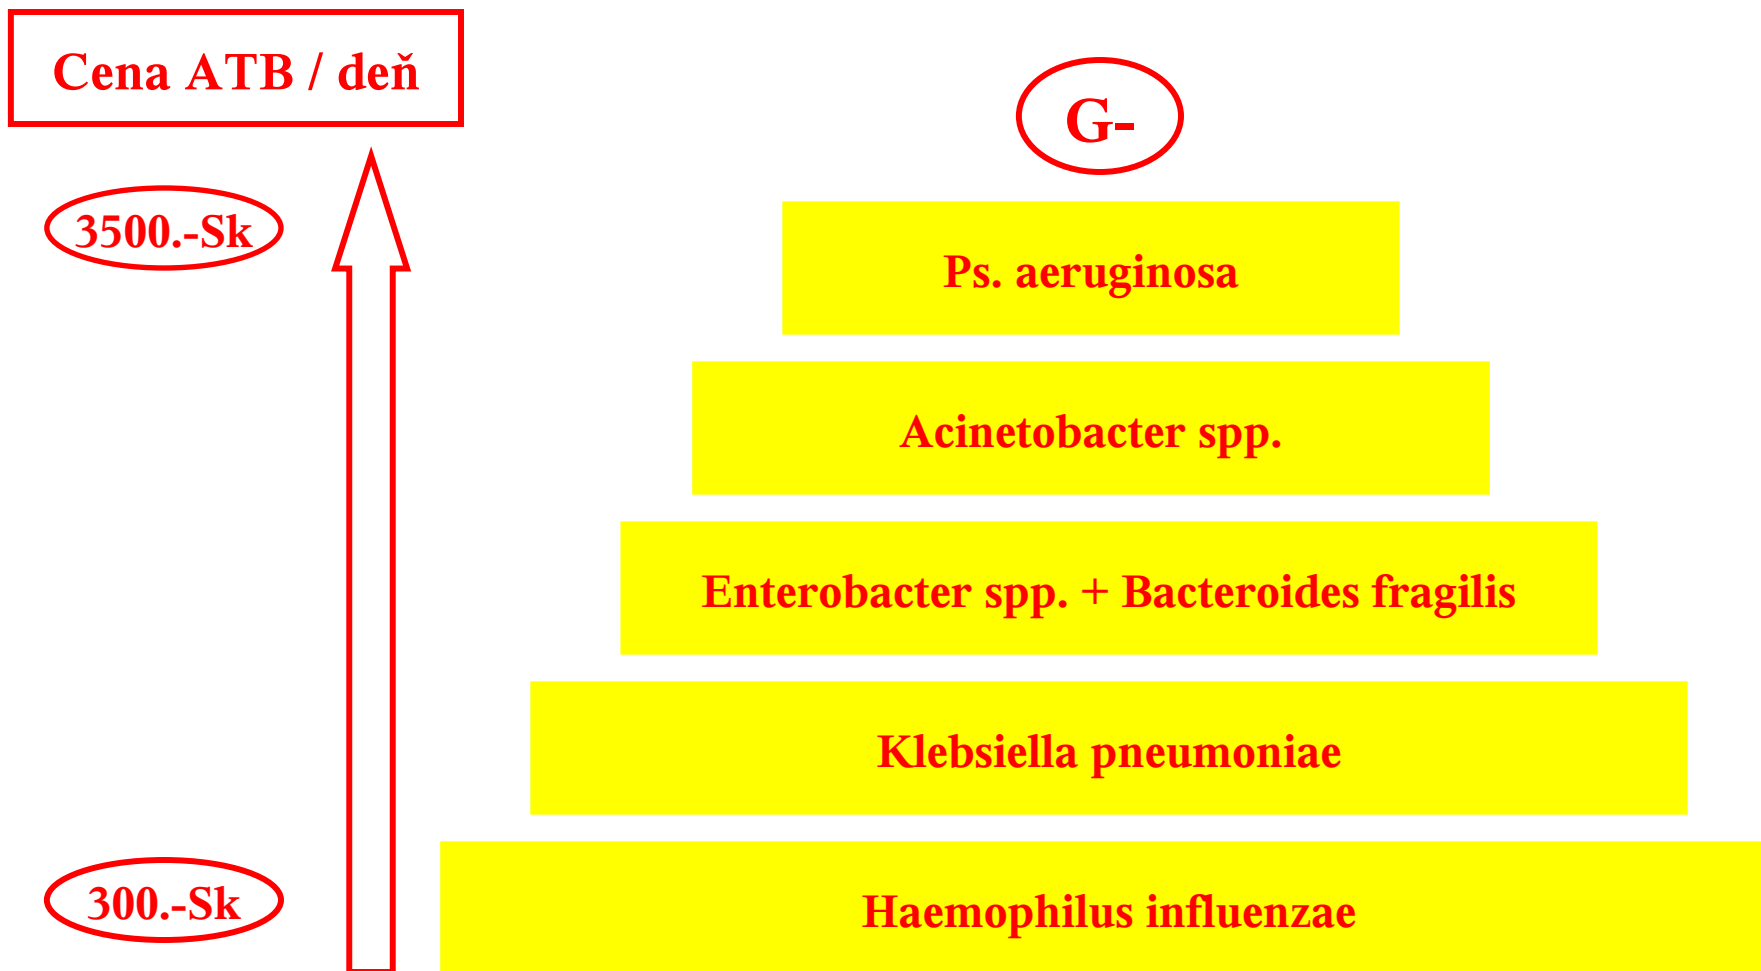 Cena ATB / deň
G-
3500.-Sk
Ps. aeruginosa
Acinetobacter spp.
Enterobacter spp. + Bacteroides fragilis
Klebsiella pneumoniae
300.-Sk
Haemophilus influenzae